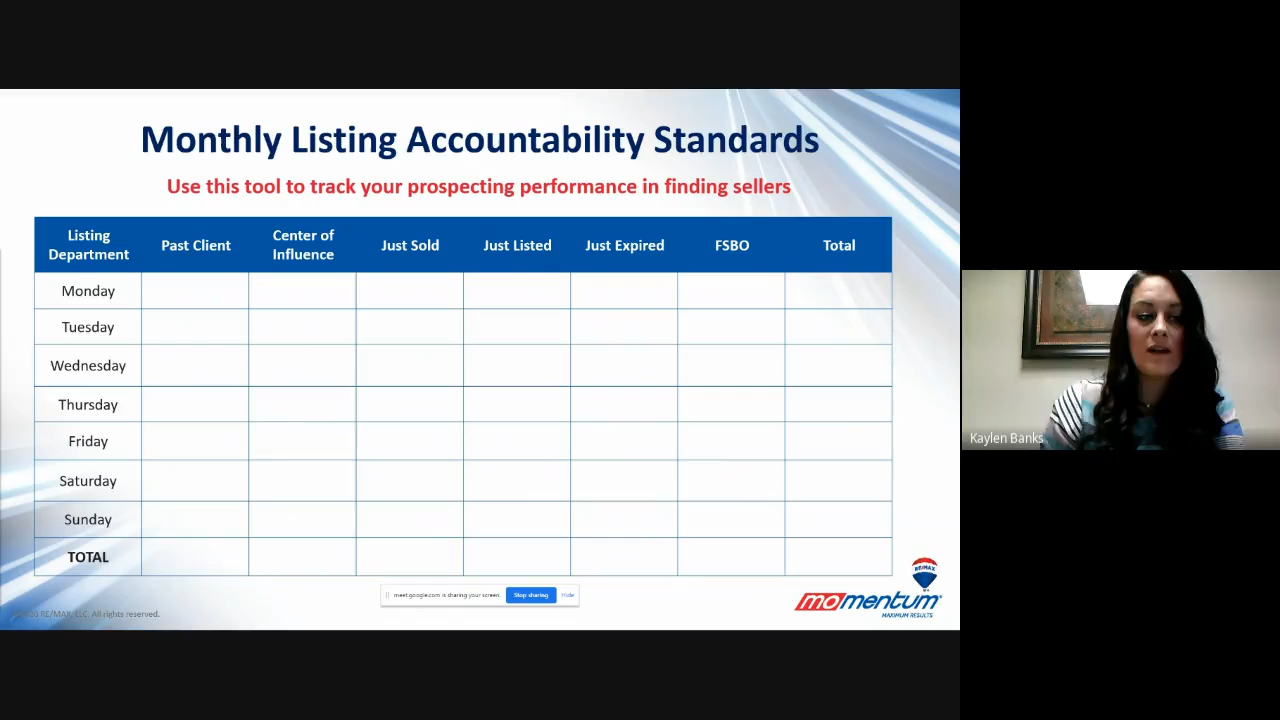 Monthly Listing Accountability Standards
Use this tool to track your prospecting performance in finding sellers
Listing Department Past Client Center of Influence Just Sold Just Listed Just Expired FSBO Total
Monday
Tuesday
Wednesday
Thursday
Friday
Saturday
Sunday
TOTAL
meet.google.com is sharing your screen. Stop sharing Hide
RE/MAX
momentum®
MAXIMUM RESULTS
RE/MAX, LLC. All rights reserved.
Kaylen Banks